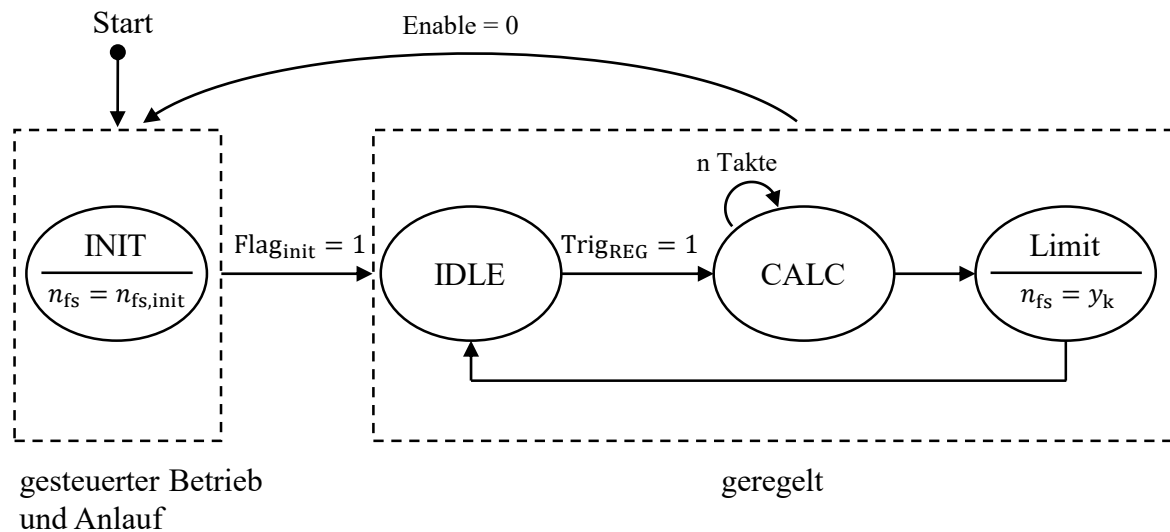 Start
Enable = 0
n Takte
INIT
n_fs = n_fs,init
Flag_init = 1
IDLE
Trig_REG = 1
CALC
Limit
n_fs = y_k
gesteuerter Betrieb
und Anlauf
geregelt